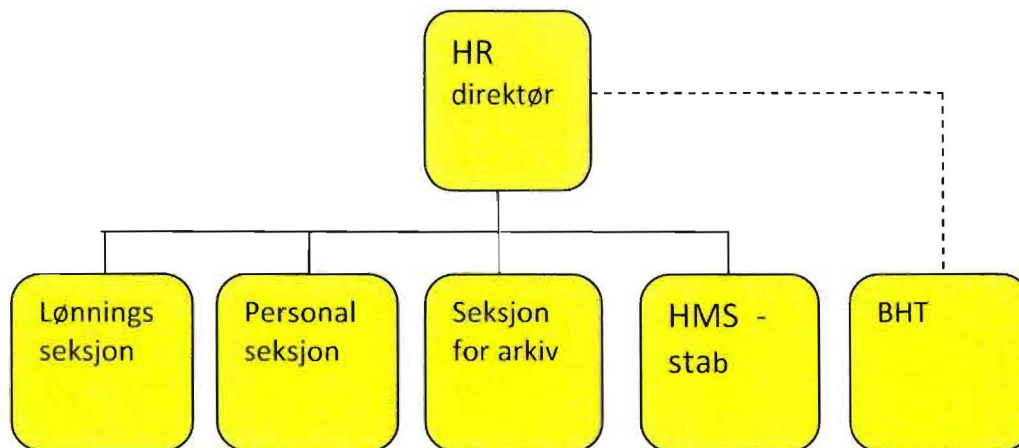 HR
direktør
Lønnings
seksjon
Personal
seksjon
Seksjon
for arkiv
HMS -
stab
BHT